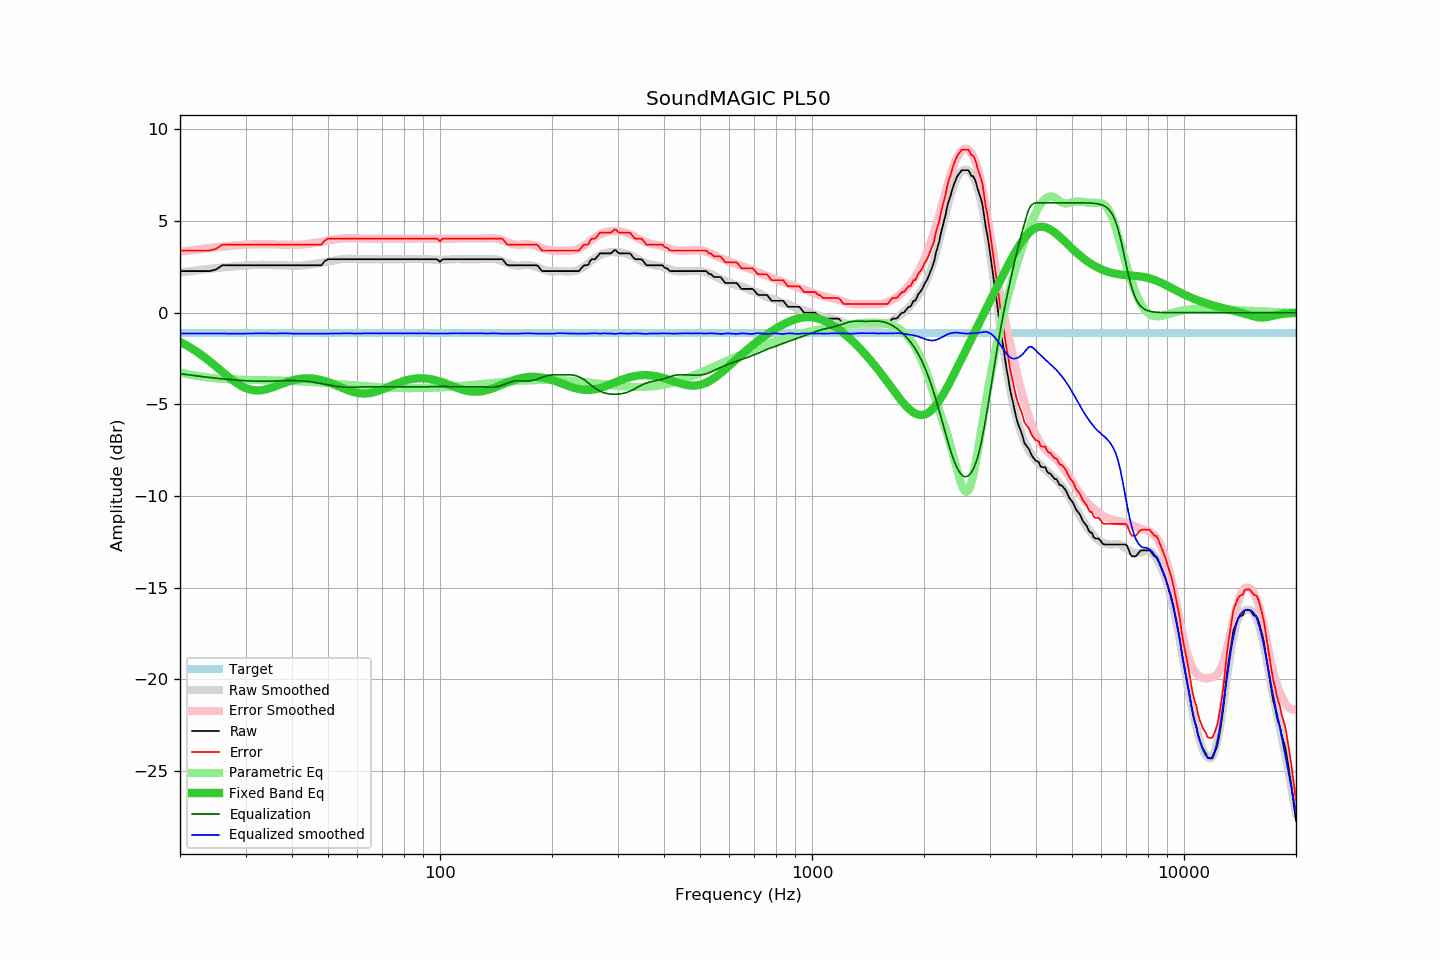 SoundMAGIC PL50
10
5
0
−5
−10
−15
−20
−25
Amplitude (dBr)
Target
Raw Smoothed
Error Smoothed
Raw
Error
Parametric Eq
Fixed Band Eq
Equalization
Equalized smoothed
100 1000 10000
Frequency (Hz)